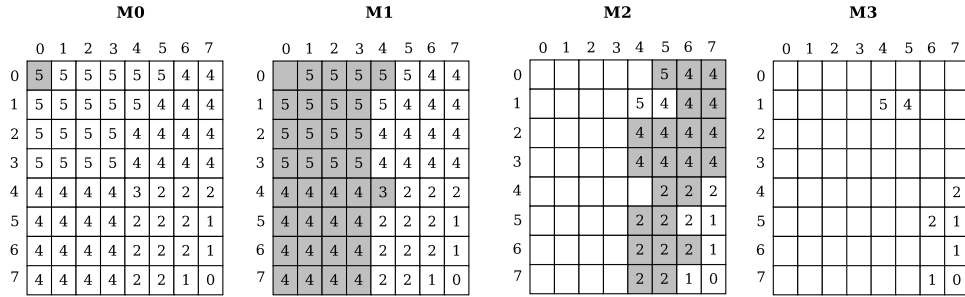 M0
0 1 2 3 4 5 6 7
0 5 5 5 5 5 5 4 4
1 5 5 5 5 5 4 4 4
2 5 5 5 5 4 4 4 4
3 5 5 5 5 4 4 4 4
4 4 4 4 4 3 2 2 2
5 4 4 4 4 2 2 2 1
6 4 4 4 4 2 2 2 1
7 4 4 4 4 2 2 1 0
M1
1 2 3 4 5 6 7
0 5 5 5 5 5 4 4
1 5 5 5 5 5 4 4 4
2 5 5 5 5 4 4 4 4
3 5 5 5 5 4 4 4 4
4 4 4 4 4 3 2 2 2
5 4 4 4 4 2 2 2 1
6 4 4 4 4 2 2 2 1
7 4 4 4 4 2 2 1 0
M2
0 1 2 3 4 5 6 7
0 5 4 4
1 5 4 4 4
2 4 4 4 4
3 4 4 4 4
4 2 2 2
5 2 2 2 1
6 2 2 2 1
7 2 2 1 0
M3
0 1 2 3 4 5 6 7
0
1 5 4
2
3
4 2
5 2 1
6 1
7 1 0